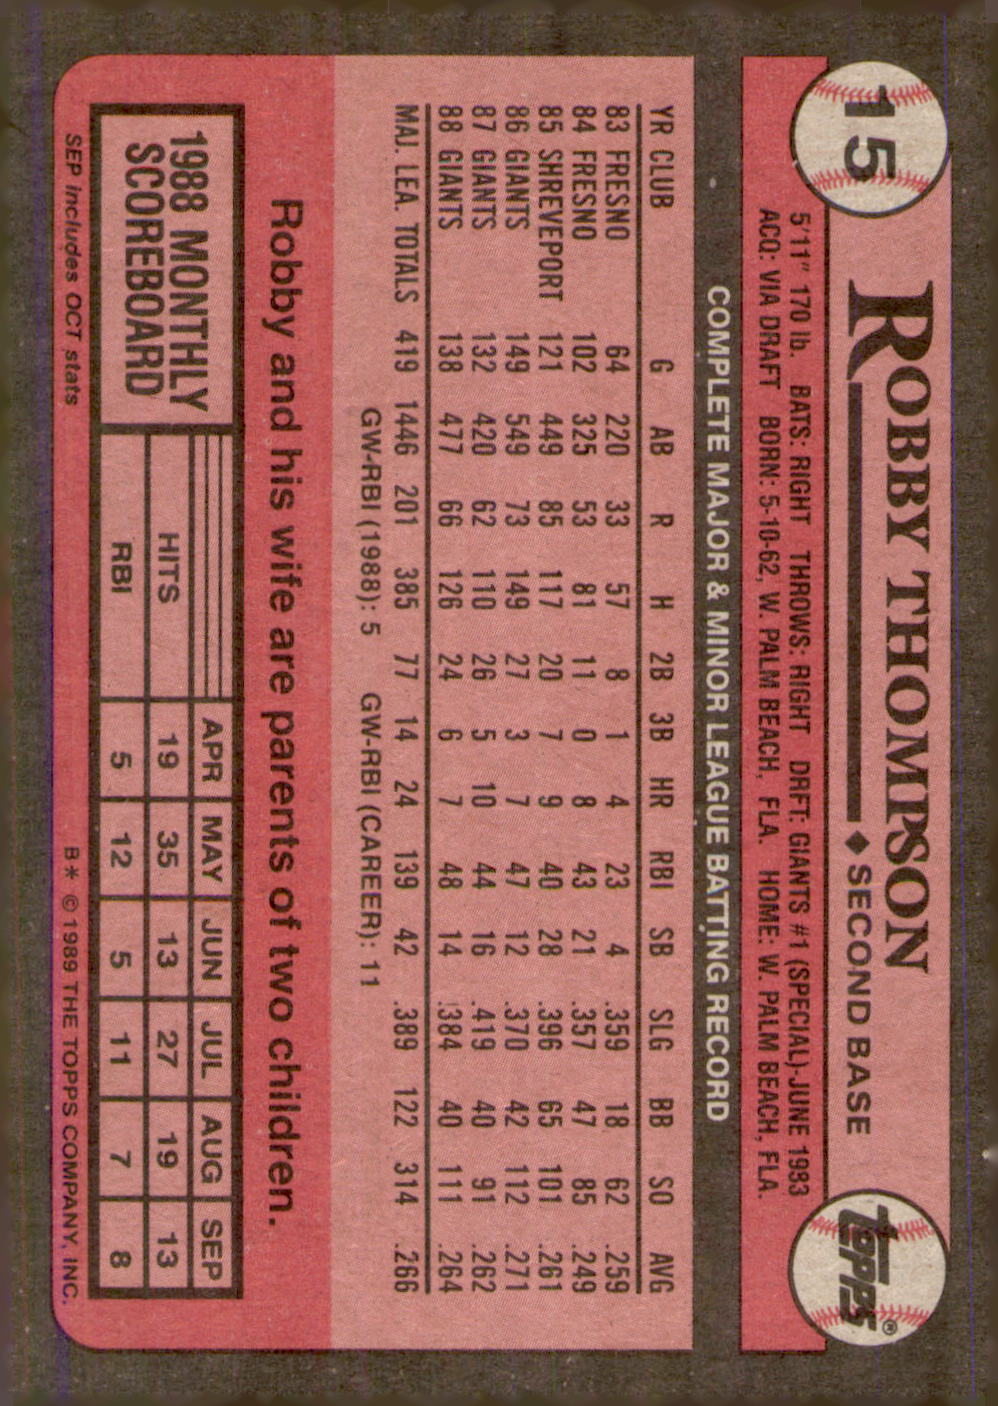 15
ROBBY THOMPSON
◆SECOND BASE
TOPPS®
5'11" 170 lb. BATS: RIGHT THROWS: RIGHT DRFT: GIANTS #1 (SPECIAL)-JUNE 1983
ACQ: VIA DRAFT BORN: 5-10-62, W. PALM BEACH, FLA. HOME: W. PALM BEACH, FLA.
COMPLETE MAJOR & MINOR LEAGUE BATTING RECORD
YR CLUB G AB R H 2B 3B HR RBI SB SLG BB SO AVG
83 FRESNO 64 220 33 57 8 1 4 23 4 .359 18 62 .259
84 FRESNO 102 325 53 81 11 0 8 43 21 .357 47 85 .249
85 SHREVEPORT 121 449 85 117 20 7 9 40 28 .396 65 101 .261
86 GIANTS 149 549 73 149 27 3 7 47 12 .370 42 112 .271
87 GIANTS 132 420 62 110 26 5 10 44 16 .419 40 91 .262
88 GIANTS 138 477 66 126 24 6 7 48 14 .384 40 111 .264
MAJ. LEA. TOTALS 419 1446 201 385 77 14 24 139 42 .389 122 314 .266
GW-RBI (1988): 5 GW-RBI (CAREER): 11
Robby and his wife are parents of two children.
1988 MONTHLY
SCOREBOARD
APR MAY JUN JUL AUG SEP
HITS 19 35 13 27 19 13
RBI 5 12 5 11 7 8
SEP includes OCT stats
B* © 1989 THE TOPPS COMPANY, INC.